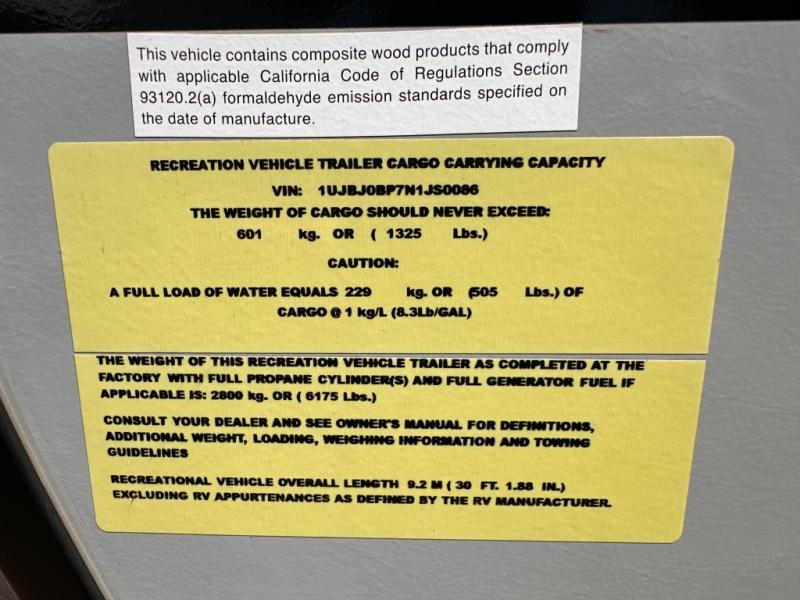 This vehicle contains composite wood products that comply
with applicable California Code of Regulations Section
93120.2(a) formaldehyde emission standards specified on
the date of manufacture.
RECREATION VEHICLE TRAILER CARGO CARRYING CAPACITY
VIN: 1UJBJ0BP7N1JS0086
THE WEIGHT OF CARGO SHOULD NEVER EXCEED:
601 kg. OR ( 1325 Lbs.)
CAUTION:
A FULL LOAD OF WATER EQUALS 229 kg. OR (505 Lbs.) OF
CARGO @ 1 kg/L (8.3Lb/GAL)
THE WEIGHT OF THIS RECREATION VEHICLE TRAILER AS COMPLETED AT THE
FACTORY WITH FULL PROPANE CYLINDER(S) AND FULL GENERATOR FUEL IF
APPLICABLE IS: 2800 kg. OR ( 6175 Lbs.)
CONSULT YOUR DEALER AND SEE OWNER'S MANUAL FOR DEFINITIONS,
ADDITIONAL WEIGHT, LOADING, WEIGHING INFORMATION AND TOWING
GUIDELINES
RECREATIONAL VEHICLE OVERALL LENGTH 9.2 M ( 30 FT. 1.88 IN.)
EXCLUDING RV APPURTENANCES AS DEFINED BY THE RV MANUFACTURER.